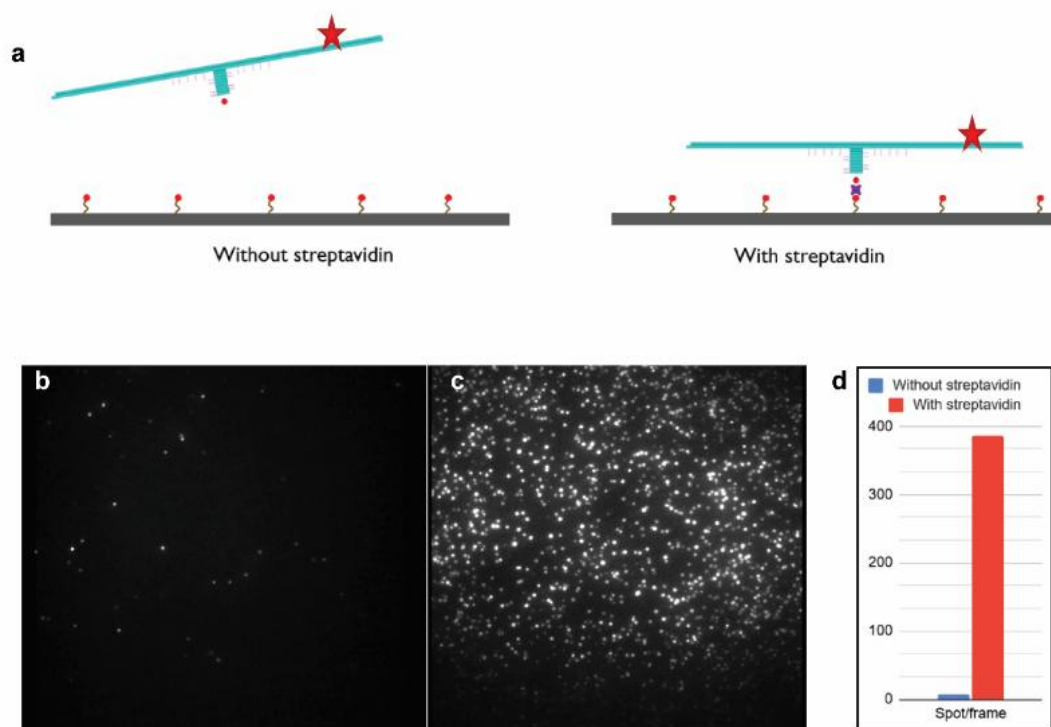 a
Without streptavidin
With streptavidin
b
c
d
Without streptavidin
With streptavidin
400
300
200
100
0
Spot/frame